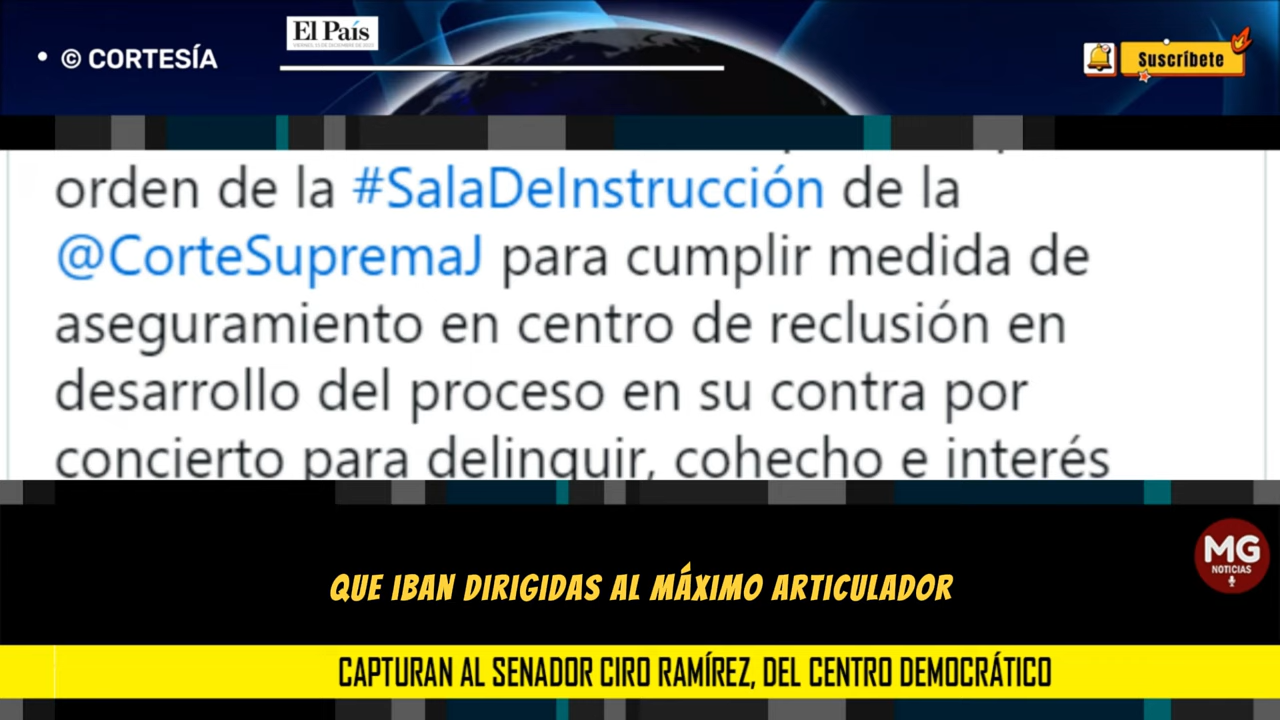 El País
© CORTESÍA
Suscríbete
orden de la #SalaDeInstrucción de la
@CorteSupremaJ para cumplir medida de
aseguramiento en centro de reclusión en
desarrollo del proceso en su contra por
concierto para delinquir, cohecho e interés
MG
NOTICIAS
QUE IBAN DIRIGIDAS AL MÁXIMO ARTICULADOR
CAPTURAN AL SENADOR CIRO RAMÍREZ, DEL CENTRO DEMOCRÁTICO